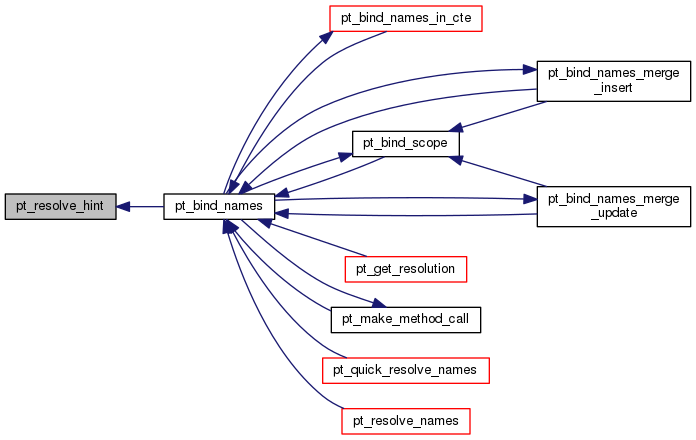 pt_bind_names_in_cte
pt_bind_names_merge
_insert
pt_bind_scope
pt_resolve_hint
pt_bind_names
pt_bind_names_merge
_update
pt_get_resolution
pt_make_method_call
pt_quick_resolve_names
pt_resolve_names